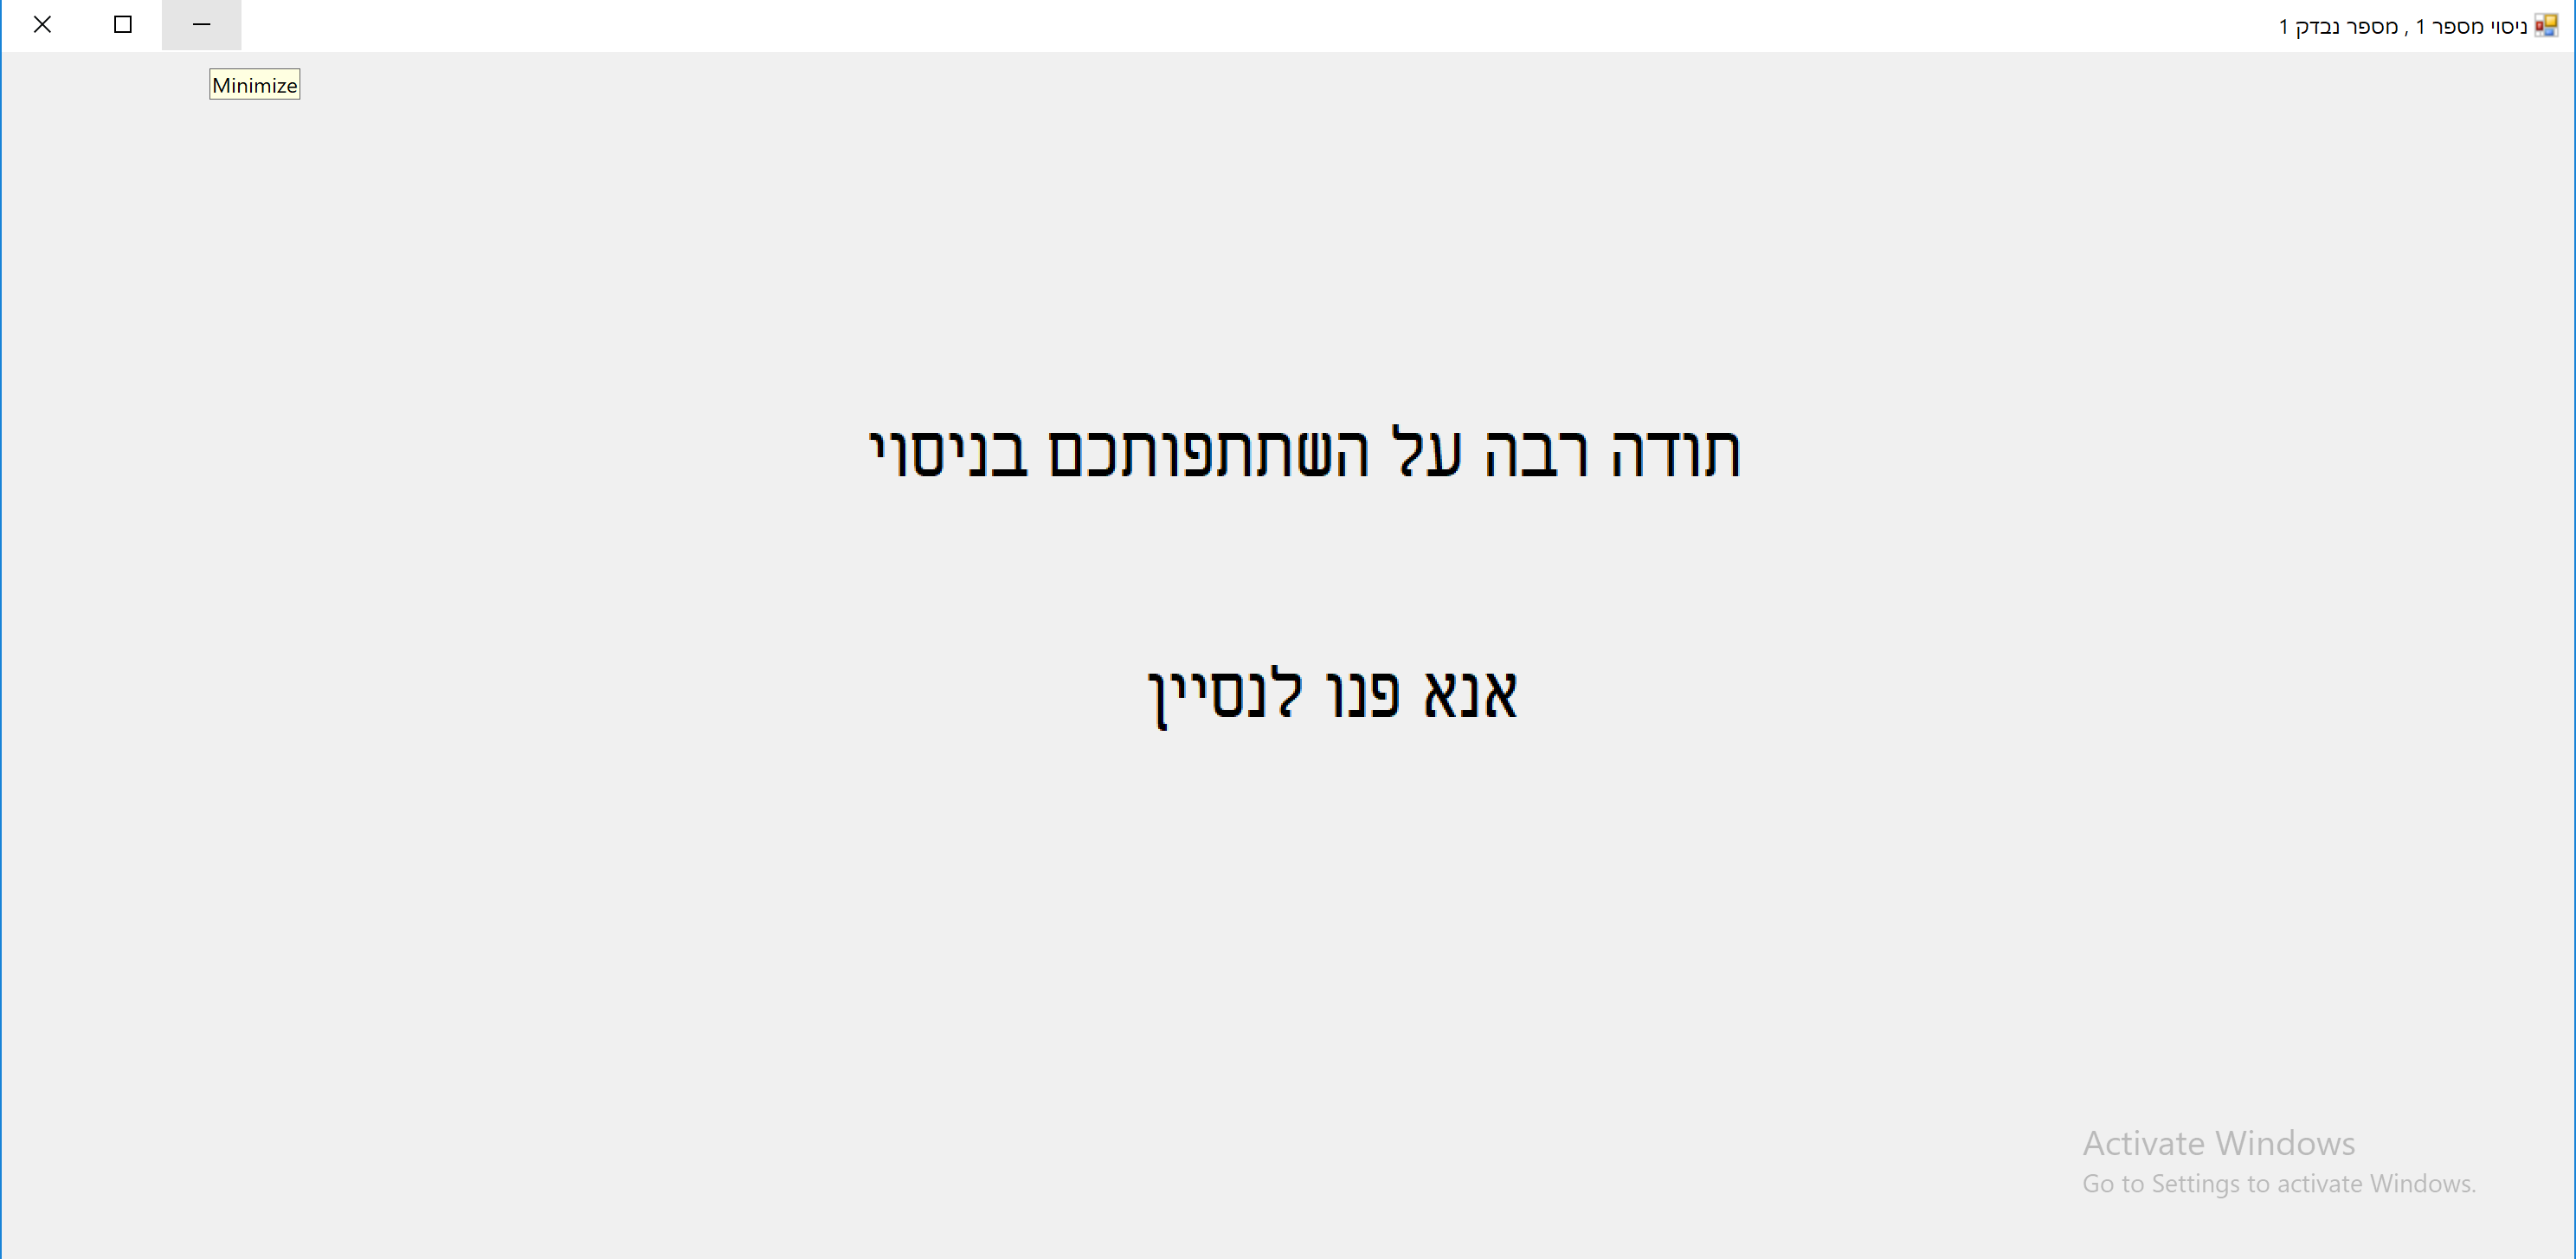 ניסוי מספר 1 , מספר נבדק 1
Minimize
תודה רבה על השתתפותכם בניסוי
אנא פנו לנסיין
Activate Windows
Go to Settings to activate Windows.